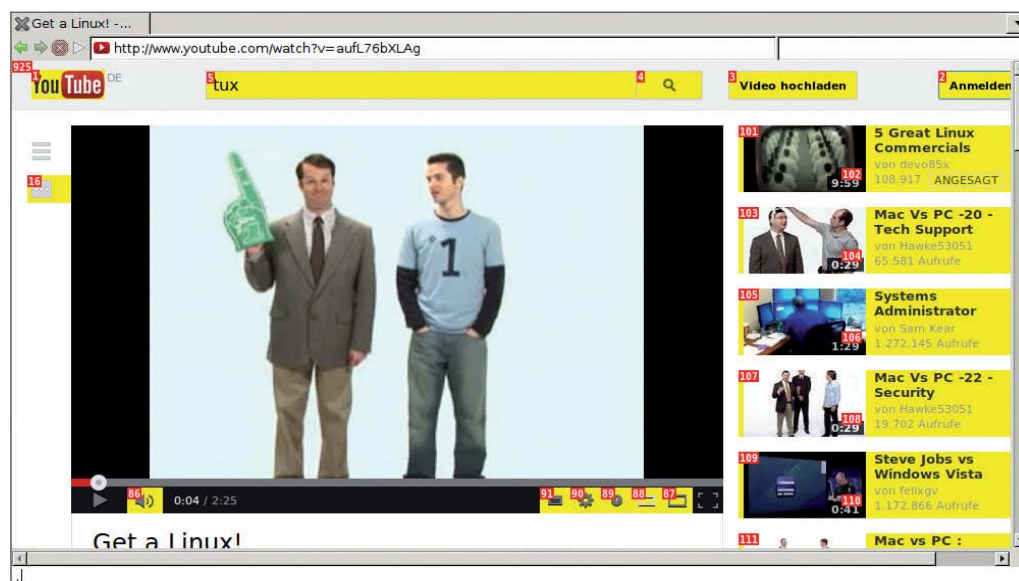 Get a Linux! -...
http://www.youtube.com/watch?v=aufL76bXLAg
925
1
YouTube DE
5 tux
4
3 Video hochladen
2 Anmelden
16
1
86
0:04 / 2:25
91 90 89 88 87
Get a Linux!
101 5 Great Linux
Commercials
von devo85x
102
9:59
108.917 ANGESAGT
103 Mac Vs PC -20 -
Tech Support
von Hawke53051
104
0:29
65.581 Aufrufe
105 Systems
Administrator
von Sam Kear
106
1:29
1.272.145 Aufrufe
107 Mac Vs PC -22 -
Security
von Hawke53051
108
0:29
19.702 Aufrufe
109 Steve Jobs vs
Windows Vista
von felixgv
110
0:41
1.172.866 Aufrufe
111 Mac vs PC :